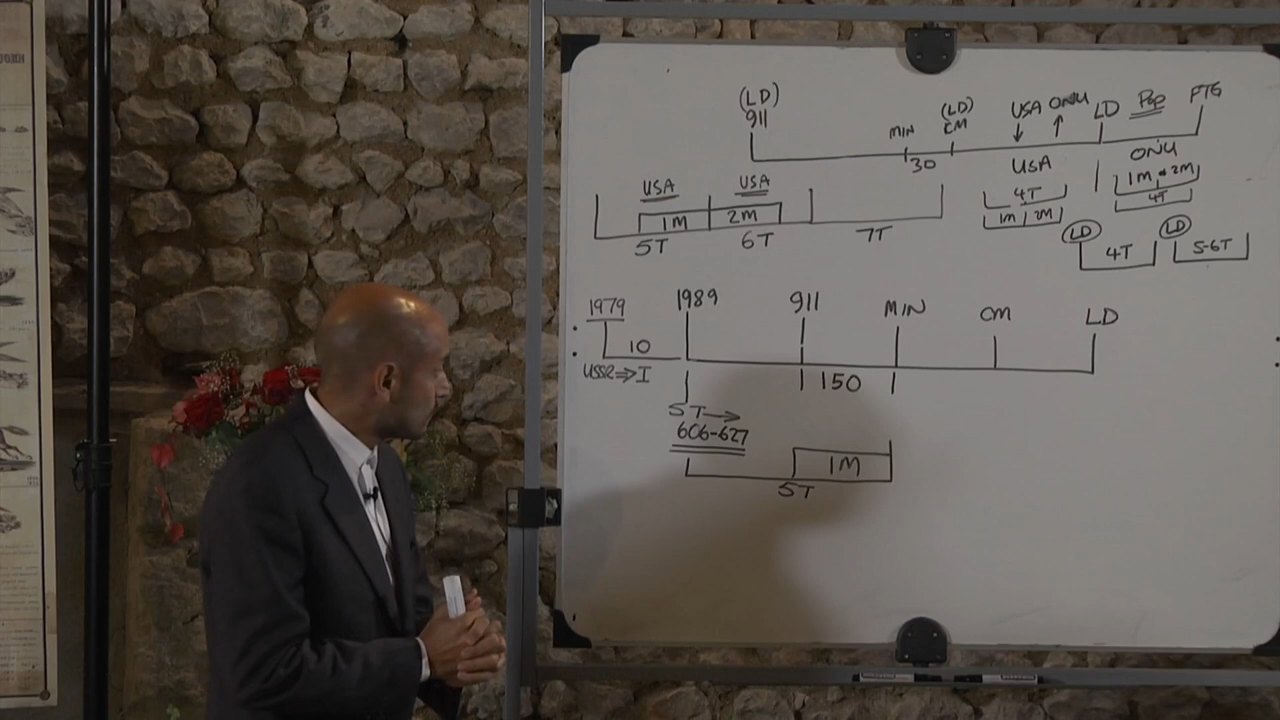 (LD) (LD) USA ONU LD Pop PTG
911 MIN CM
30 USA ONU
USA USA 4T 1M 2M
1M 2M 1M 2M 4T
5T 6T 7T LD LD
4T 5-6T
1979 1989 911 MIN CM LD
10
USSR⇒I 150
5T→
606-627
1M
5T